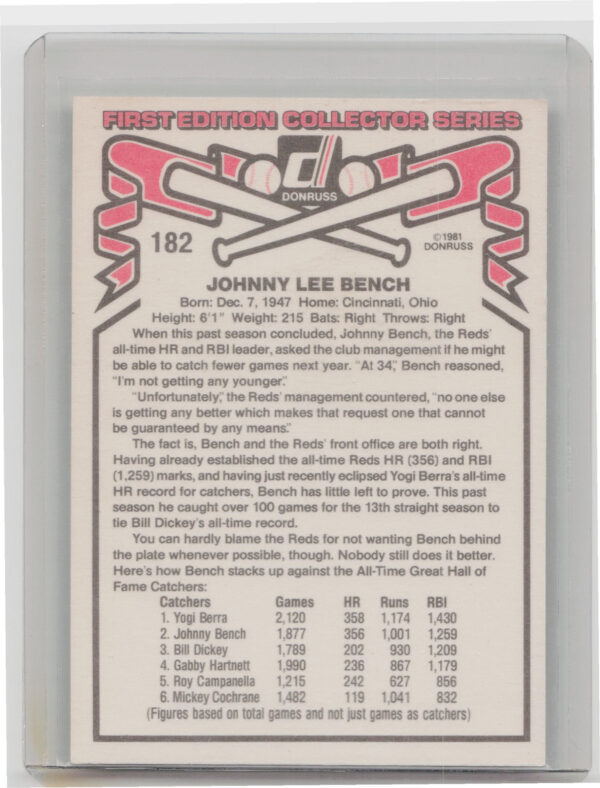 FIRST EDITION COLLECTOR SERIES
d
DONRUSS
182
©1981
DONRUSS
JOHNNY LEE BENCH
Born: Dec. 7, 1947 Home: Cincinnati, Ohio
Height: 6'1" Weight: 215 Bats: Right Throws: Right
When this past season concluded, Johnny Bench, the Reds'
all-time HR and RBI leader, asked the club management if he might
be able to catch fewer games next year. "At 34," Bench reasoned,
"I'm not getting any younger."
"Unfortunately," the Reds' management countered, "no one else
is getting any better which makes that request one that cannot
be guaranteed by any means."
The fact is, Bench and the Reds' front office are both right.
Having already established the all-time Reds HR (356) and RBI
(1,259) marks, and having just recently eclipsed Yogi Berra's all-time
HR record for catchers, Bench has little left to prove. This past
season he caught over 100 games for the 13th straight season to
tie Bill Dickey's all-time record.
You can hardly blame the Reds for not wanting Bench behind
the plate whenever possible, though. Nobody still does it better.
Here's how Bench stacks up against the All-Time Great Hall of
Fame Catchers:
Catchers Games HR Runs RBI
1. Yogi Berra 2,120 358 1,174 1,430
2. Johnny Bench 1,877 356 1,001 1,259
3. Bill Dickey 1,789 202 930 1,209
4. Gabby Hartnett 1,990 236 867 1,179
5. Roy Campanella 1,215 242 627 856
6. Mickey Cochrane 1,482 119 1,041 832
(Figures based on total games and not just games as catchers)